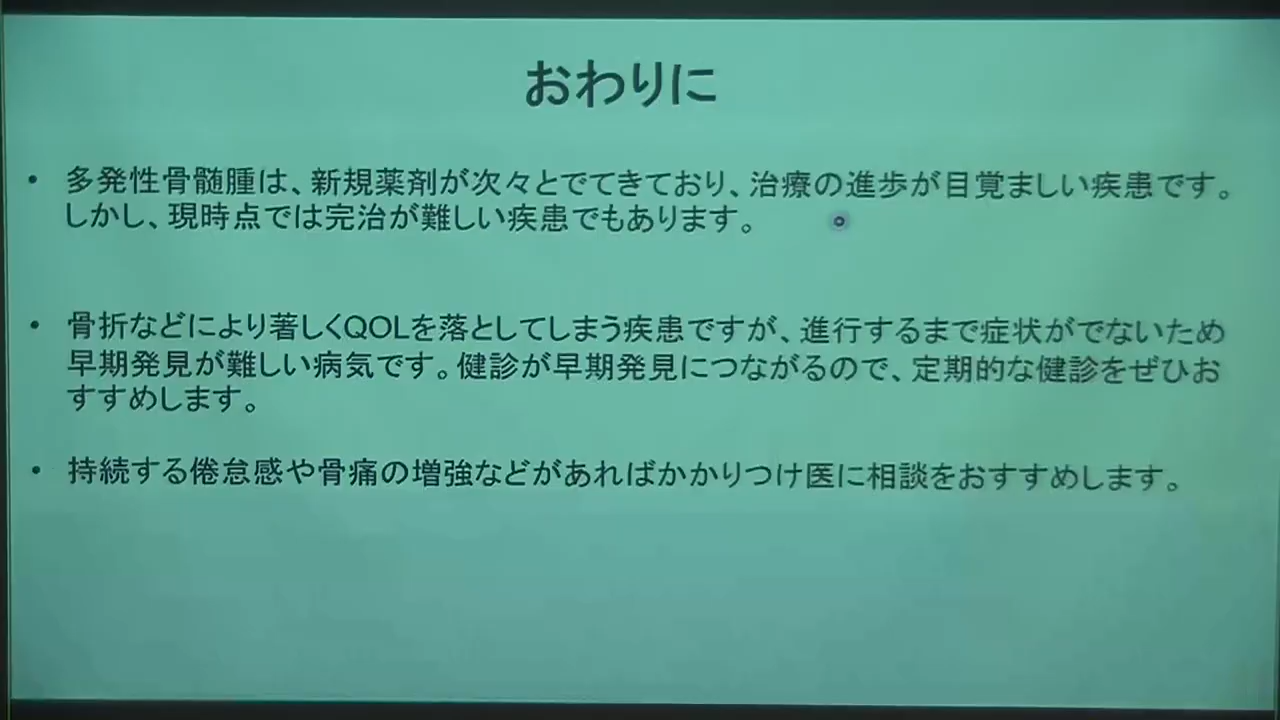 おわりに
• 多発性骨髄腫は、新規薬剤が次々とでてきており、治療の進歩が目覚ましい疾患です。
しかし、現時点では完治が難しい疾患でもあります。
• 骨折などにより著しくQOLを落としてしまう疾患ですが、進行するまで症状がでないため
早期発見が難しい病気です。健診が早期発見につながるので、定期的な健診をぜひお
すすめします。
• 持続する倦怠感や骨痛の増強などがあればかかりつけ医に相談をおすすめします。